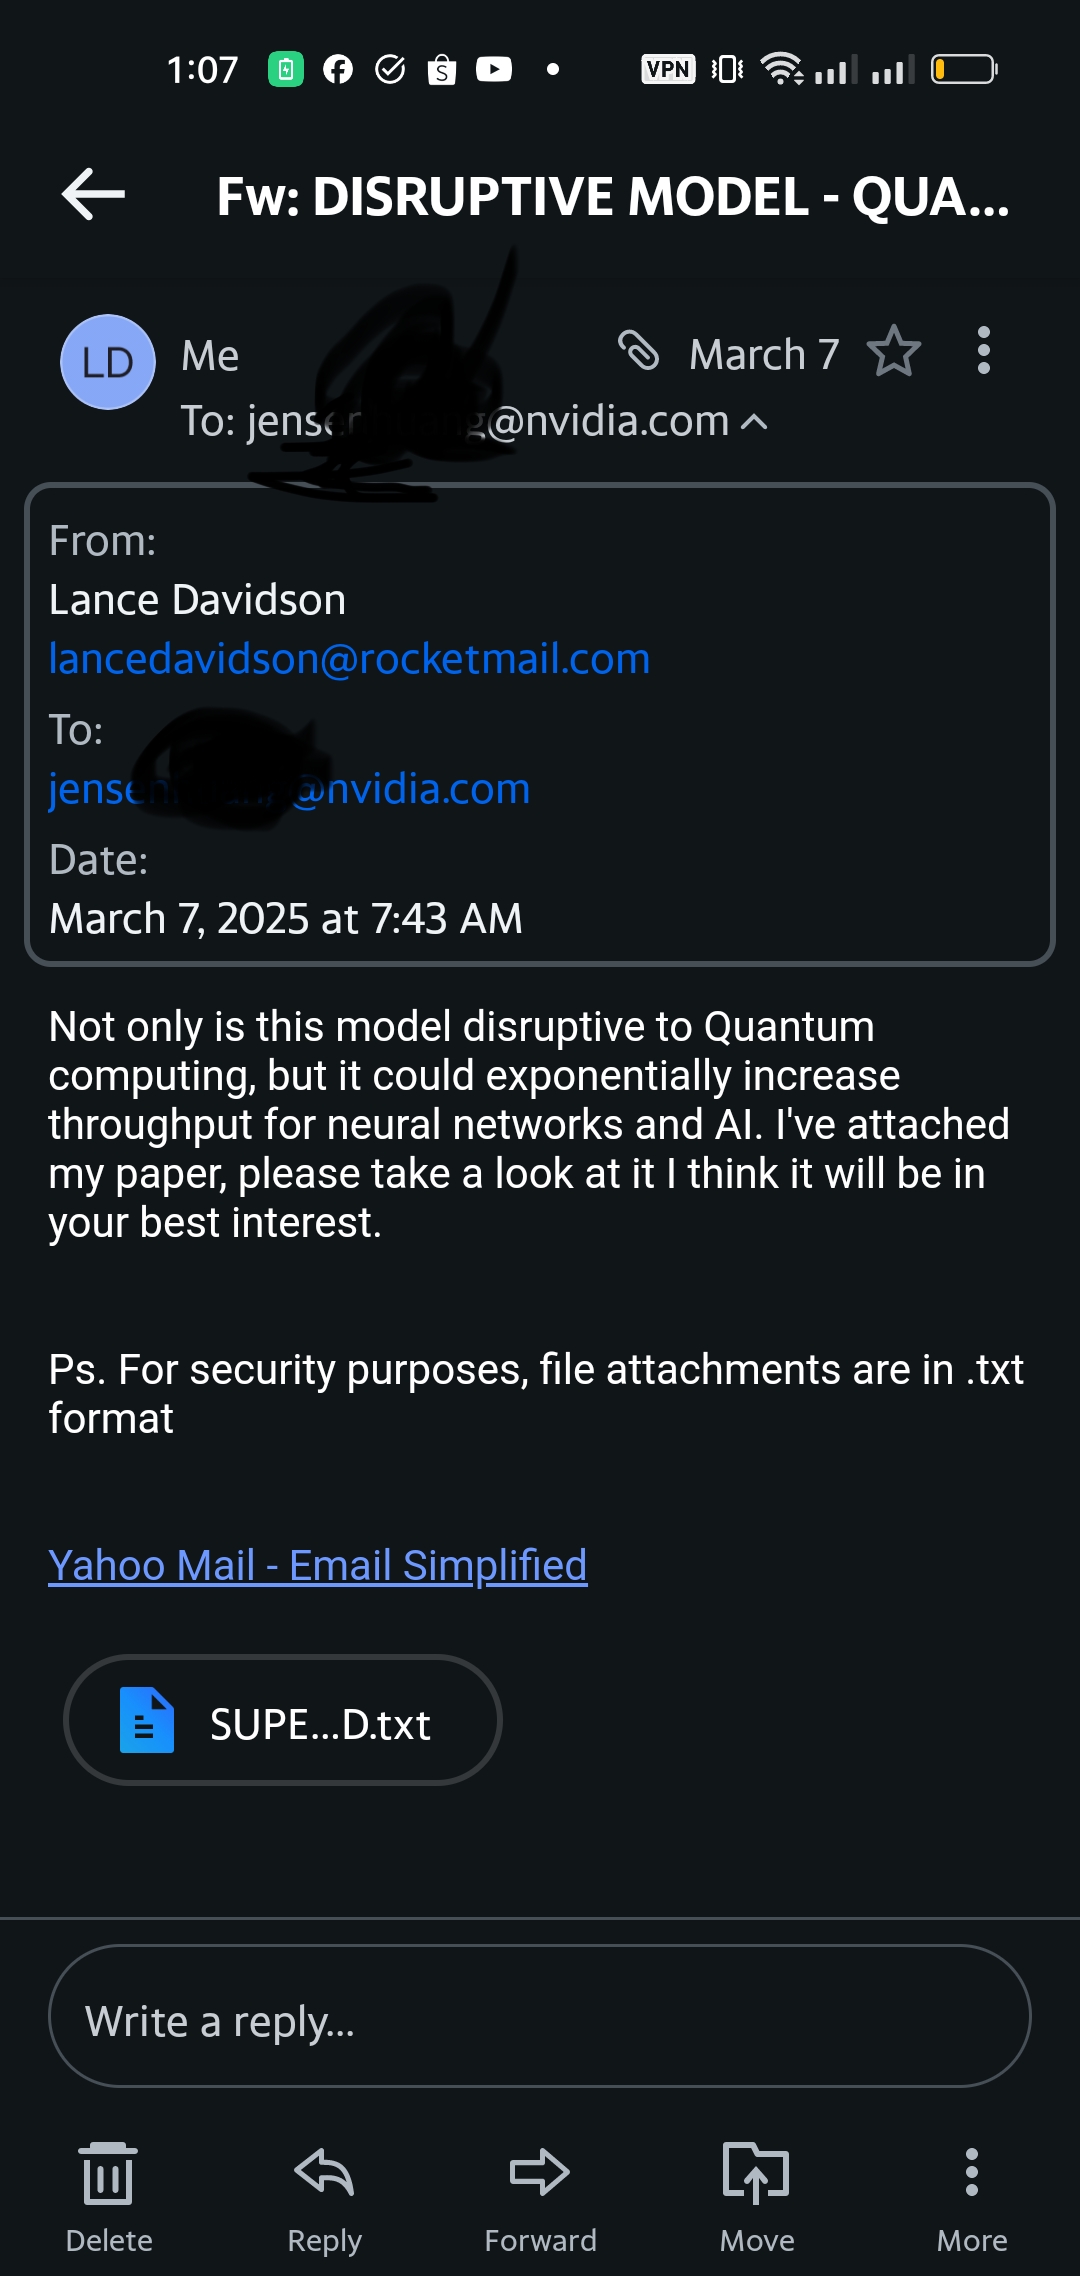 1:07 VPN
Fw: DISRUPTIVE MODEL - QUA...
LD Me March 7
To: @nvidia.com
From:
Lance Davidson
lancedavidson@rocketmail.com
To:
@nvidia.com
Date:
March 7, 2025 at 7:43 AM
Not only is this model disruptive to Quantum
computing, but it could exponentially increase
throughput for neural networks and AI. I've attached
my paper, please take a look at it I think it will be in
your best interest.
Ps. For security purposes, file attachments are in .txt
format
Yahoo Mail - Email Simplified
SUPE...D.txt
Write a reply...
Delete Reply Forward Move More